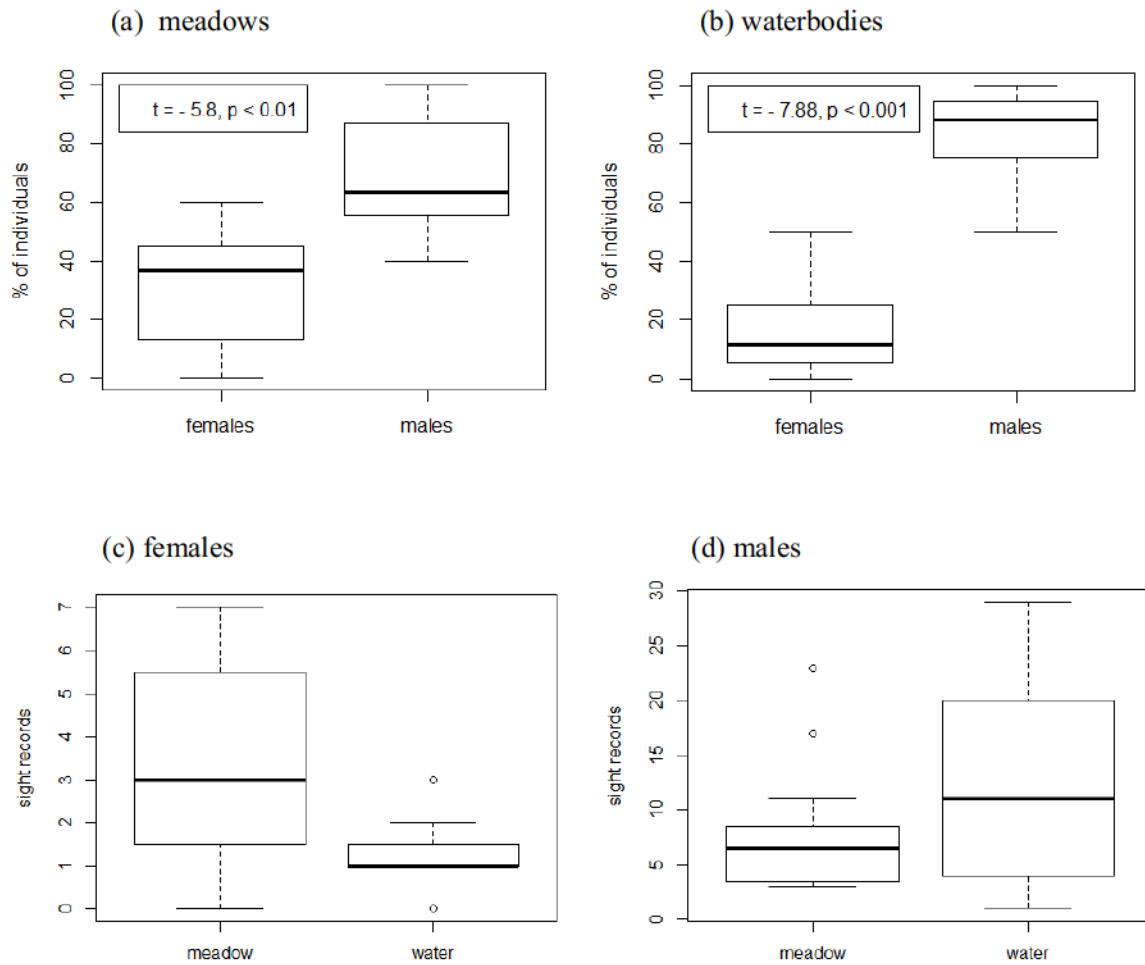 (a) meadows
(b) waterbodies
t = - 5.8, p < 0.01
% of individuals
100
80
60
40
20
0
females
males
t = - 7.88, p < 0.001
% of individuals
100
80
60
40
20
0
females
males
(c) females
(d) males
sight records
7
6
5
4
3
2
1
0
meadow
water
sight records
30
25
20
15
10
5
0
meadow
water